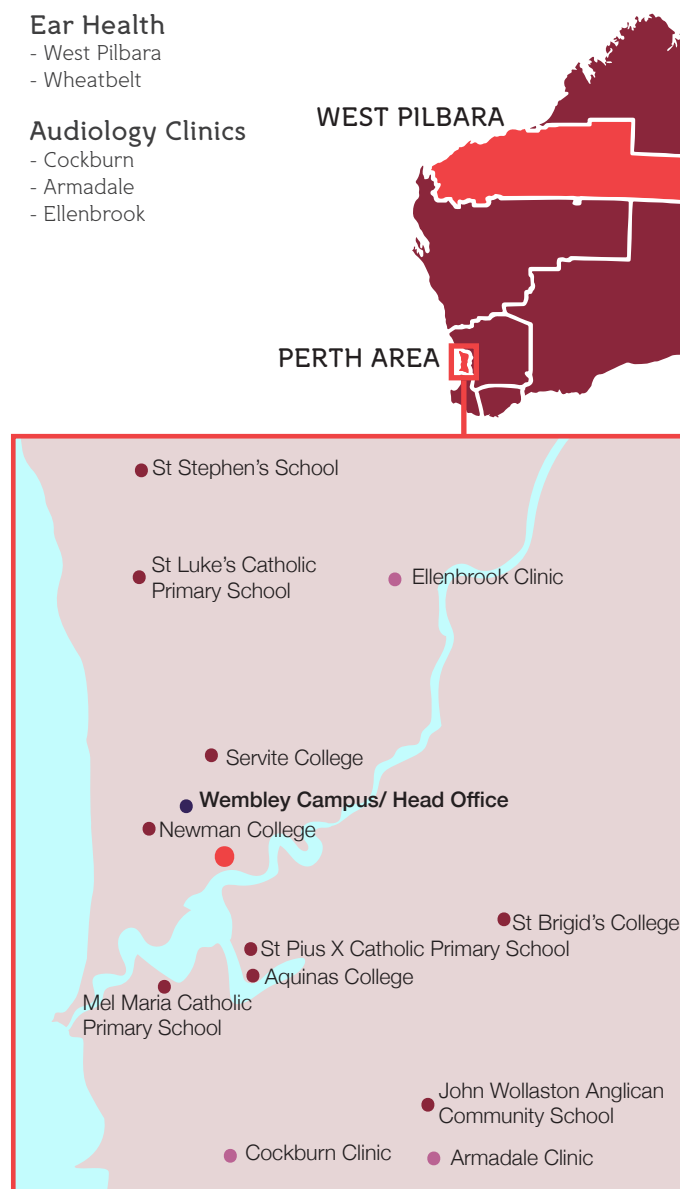 Ear Health
- West Pilbara
- Wheatbelt
Audiology Clinics
- Cockburn
- Armadale
- Ellenbrook
WEST PILBARA
PERTH AREA
St Stephen's School
St Luke's Catholic
Primary School
Ellenbrook Clinic
Servite College
Wembley Campus/ Head Office
Newman College
St Brigid's College
St Pius X Catholic Primary School
Aquinas College
Mel Maria Catholic
Primary School
John Wollaston Anglican
Community School
Cockburn Clinic
Armadale Clinic